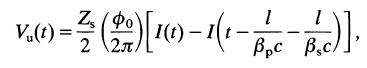 V_u(t) = \frac{Z_s}{2} \left( \frac{\phi_0}{2\pi} \right) \left[ I(t) - I\left( t - \frac{l}{\beta_p c} - \frac{l}{\beta_s c} \right) \right],